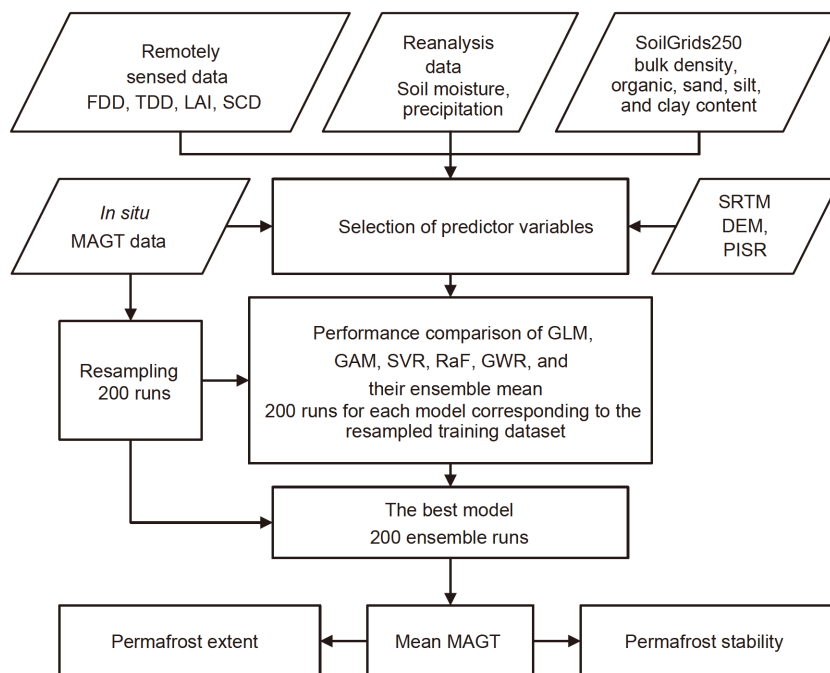 Remotely
sensed data
FDD, TDD, LAI, SCD
Reanalysis
data
Soil moisture,
precipitation
SoilGrids250
bulk density,
organic, sand, silt,
and clay content
In situ
MAGT data
Selection of predictor variables
SRTM
DEM,
PISR
Resampling
200 runs
Performance comparison of GLM,
GAM, SVR, RaF, GWR, and
their ensemble mean
200 runs for each model corresponding to the
resampled training dataset
The best model
200 ensemble runs
Permafrost extent
Mean MAGT
Permafrost stability